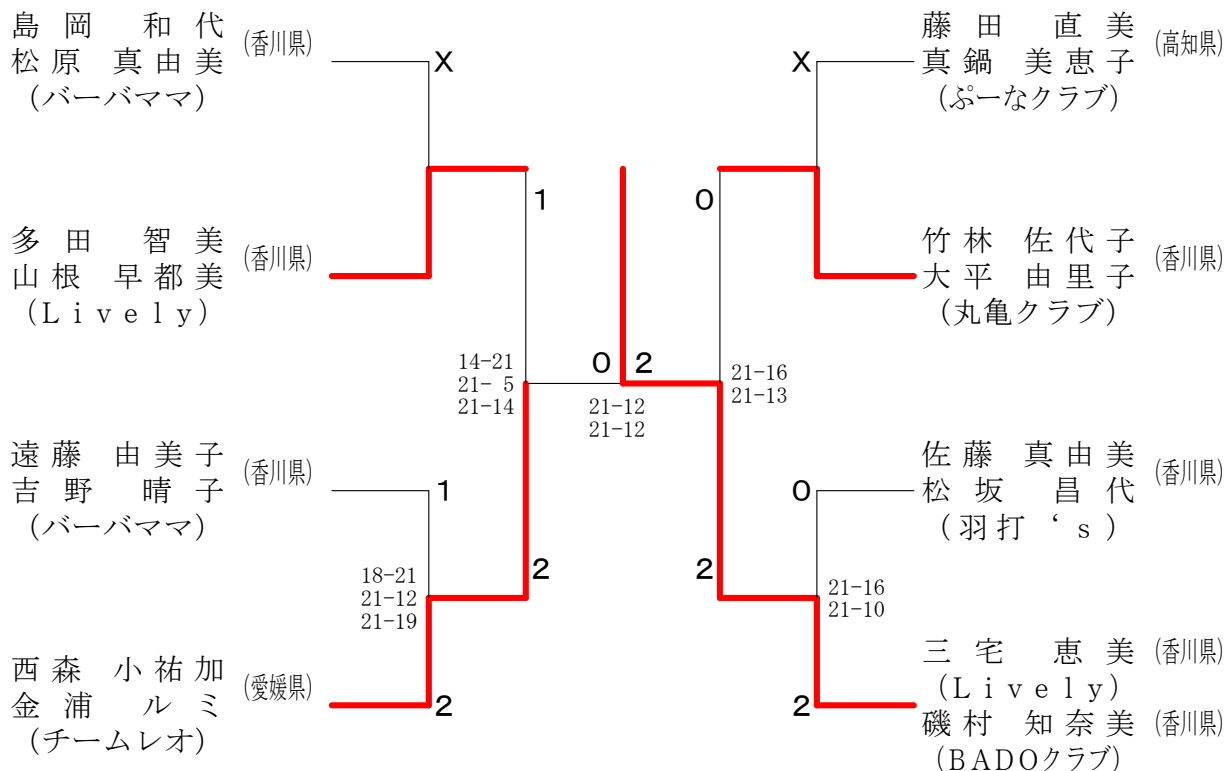 島岡 和代 (香川県)
松原 真由美
(バーバママ)
X
多田 智美 (香川県)
山根 早都美
(Lively)
1
遠藤 由美子 (香川県)
吉野 晴子
(バーバママ)
1
18-21
21-12
21-19
西森 小祐加 (愛媛県)
金浦 ルミ
(チームレオ)
2
14-21
21- 5
21-14
2
0 2
21-12
21-12
藤田 直美 (高知県)
真鍋 美恵子
(ぷーなクラブ)
X
竹林 佐代子 (香川県)
大平 由里子
(丸亀クラブ)
0
21-16
21-13
佐藤 真由美 (香川県)
松坂 昌代
(羽打‘s)
0
2
21-16
21-10
三宅 恵美 (香川県)
(Lively)
磯村 知奈美 (香川県)
(BADOクラブ)
2